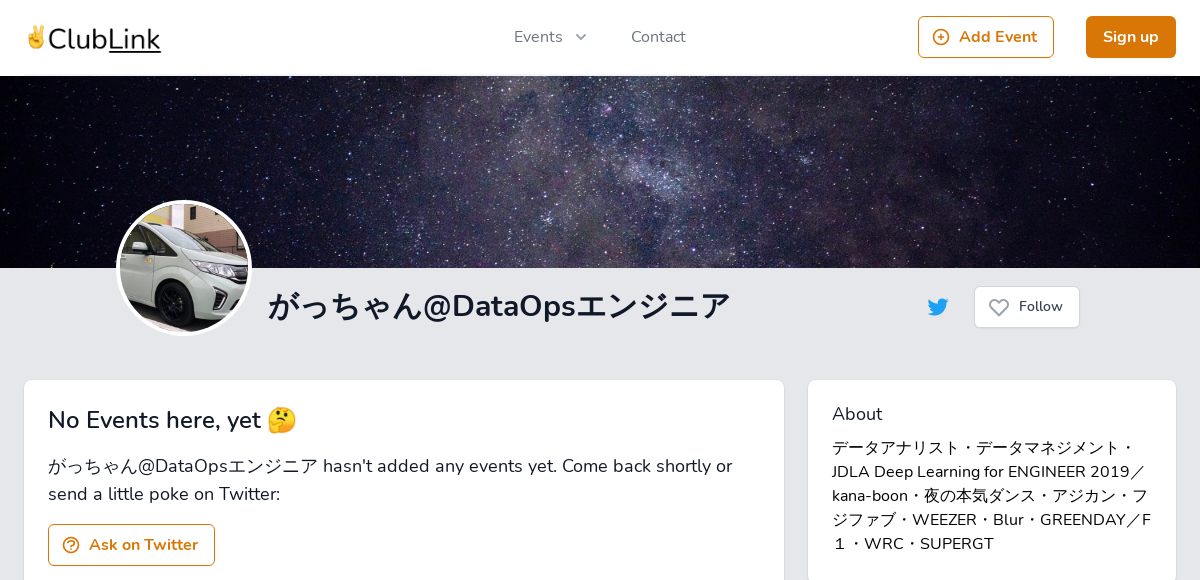 ✌️ClubLink
Events
Contact
Add Event
Sign up
がっちゃん@DataOpsエンジニア
Follow
No Events here, yet 🤔
がっちゃん@DataOpsエンジニア hasn't added any events yet. Come back shortly or
send a little poke on Twitter:
Ask on Twitter
About
データアナリスト・データマネジメント・
JDLA Deep Learning for ENGINEER 2019／
kana-boon・夜の本気ダンス・アジカン・フ
ジファブ・WEEZER・Blur・GREENDAY／F
１・WRC・SUPERGT